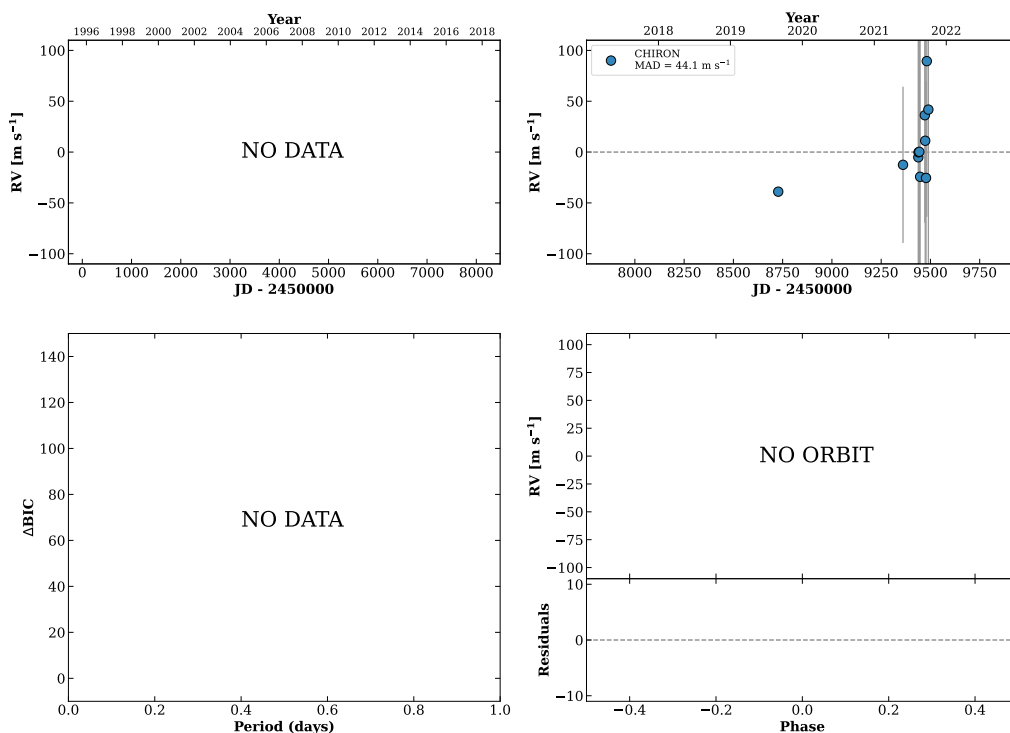 Year
1996 1998 2000 2002 2004 2006 2008 2010 2012 2014 2016 2018
100
50
0
−50
−100
RV [m s⁻¹]
NO DATA
0 1000 2000 3000 4000 5000 6000 7000 8000
JD - 2450000
Year
2018 2019 2020 2021 2022
CHIRON
MAD = 44.1 m s⁻¹
100
50
0
−50
−100
RV [m s⁻¹]
8000 8250 8500 8750 9000 9250 9500 9750
JD - 2450000
140
120
100
80
60
40
20
0
ΔBIC
NO DATA
0.0 0.2 0.4 0.6 0.8 1.0
Period (days)
100
75
50
25
0
−25
−50
−75
−100
RV [m s⁻¹]
NO ORBIT
10
0
−10
Residuals
−0.4 −0.2 0.0 0.2 0.4
Phase